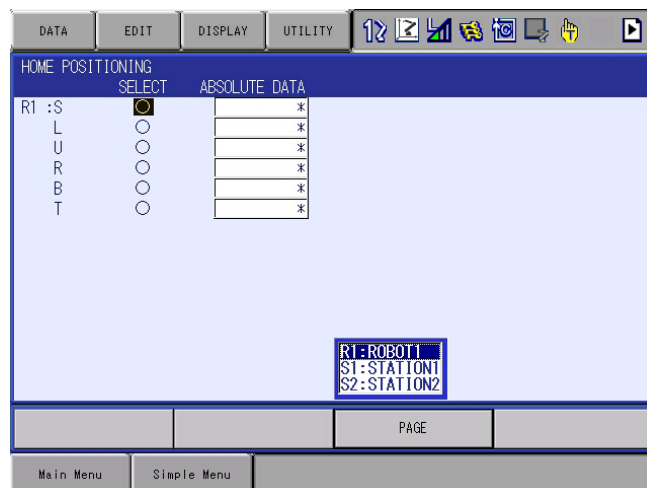 DATA EDIT DISPLAY UTILITY
HOME POSITIONING
SELECT ABSOLUTE DATA
R1 :S *
L *
U *
R *
B *
T *
R1:ROBOT1
S1:STATION1
S2:STATION2
PAGE
Main Menu Simple Menu